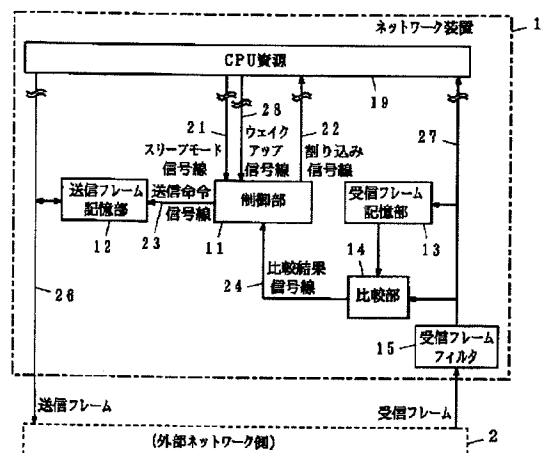 ネットワーク装置
1
CPU資源
19
21
28
22
27
スリープモード
信号線
ウェイク
アップ
信号線
割り込み
信号線
送信フレーム
記憶部
12
送信命令
信号線
23
制御部
11
受信フレーム
記憶部
13
14
比較結果
信号線
24
比較部
26
15
受信フレーム
フィルタ
送信フレーム
受信フレーム
(外部ネットワーク側)
2